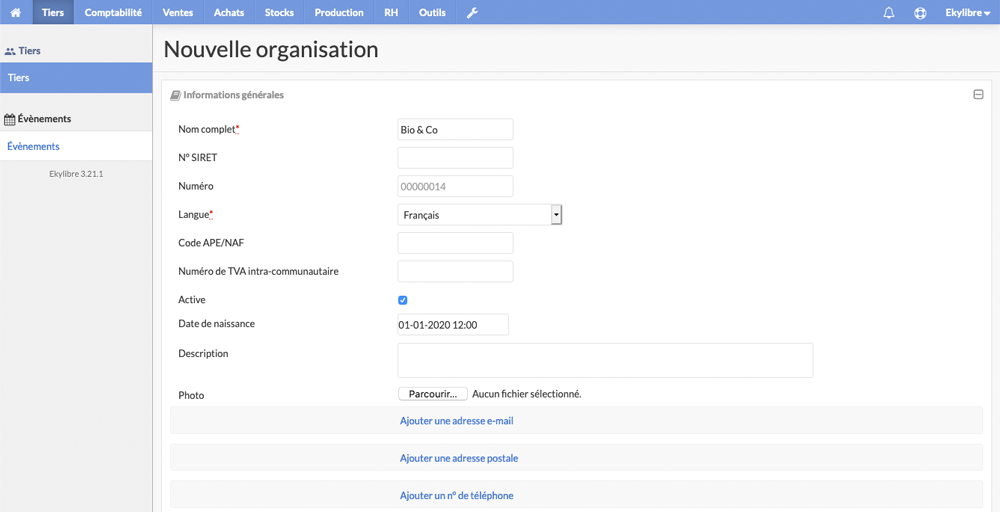 Tiers Comptabilité Ventes Achats Stocks Production RH Outils Ekylibre
Tiers
Tiers
Évènements
Évènements
Ekylibre 3.21.1
Nouvelle organisation
Informations générales
Nom complet* Bio & Co
N° SIRET
Numéro 00000014
Langue* Français
Code APE/NAF
Numéro de TVA intra-communautaire
Active
Date de naissance 01-01-2020 12:00
Description
Photo Parcourir... Aucun fichier sélectionné.
Ajouter une adresse e-mail
Ajouter une adresse postale
Ajouter un n° de téléphone